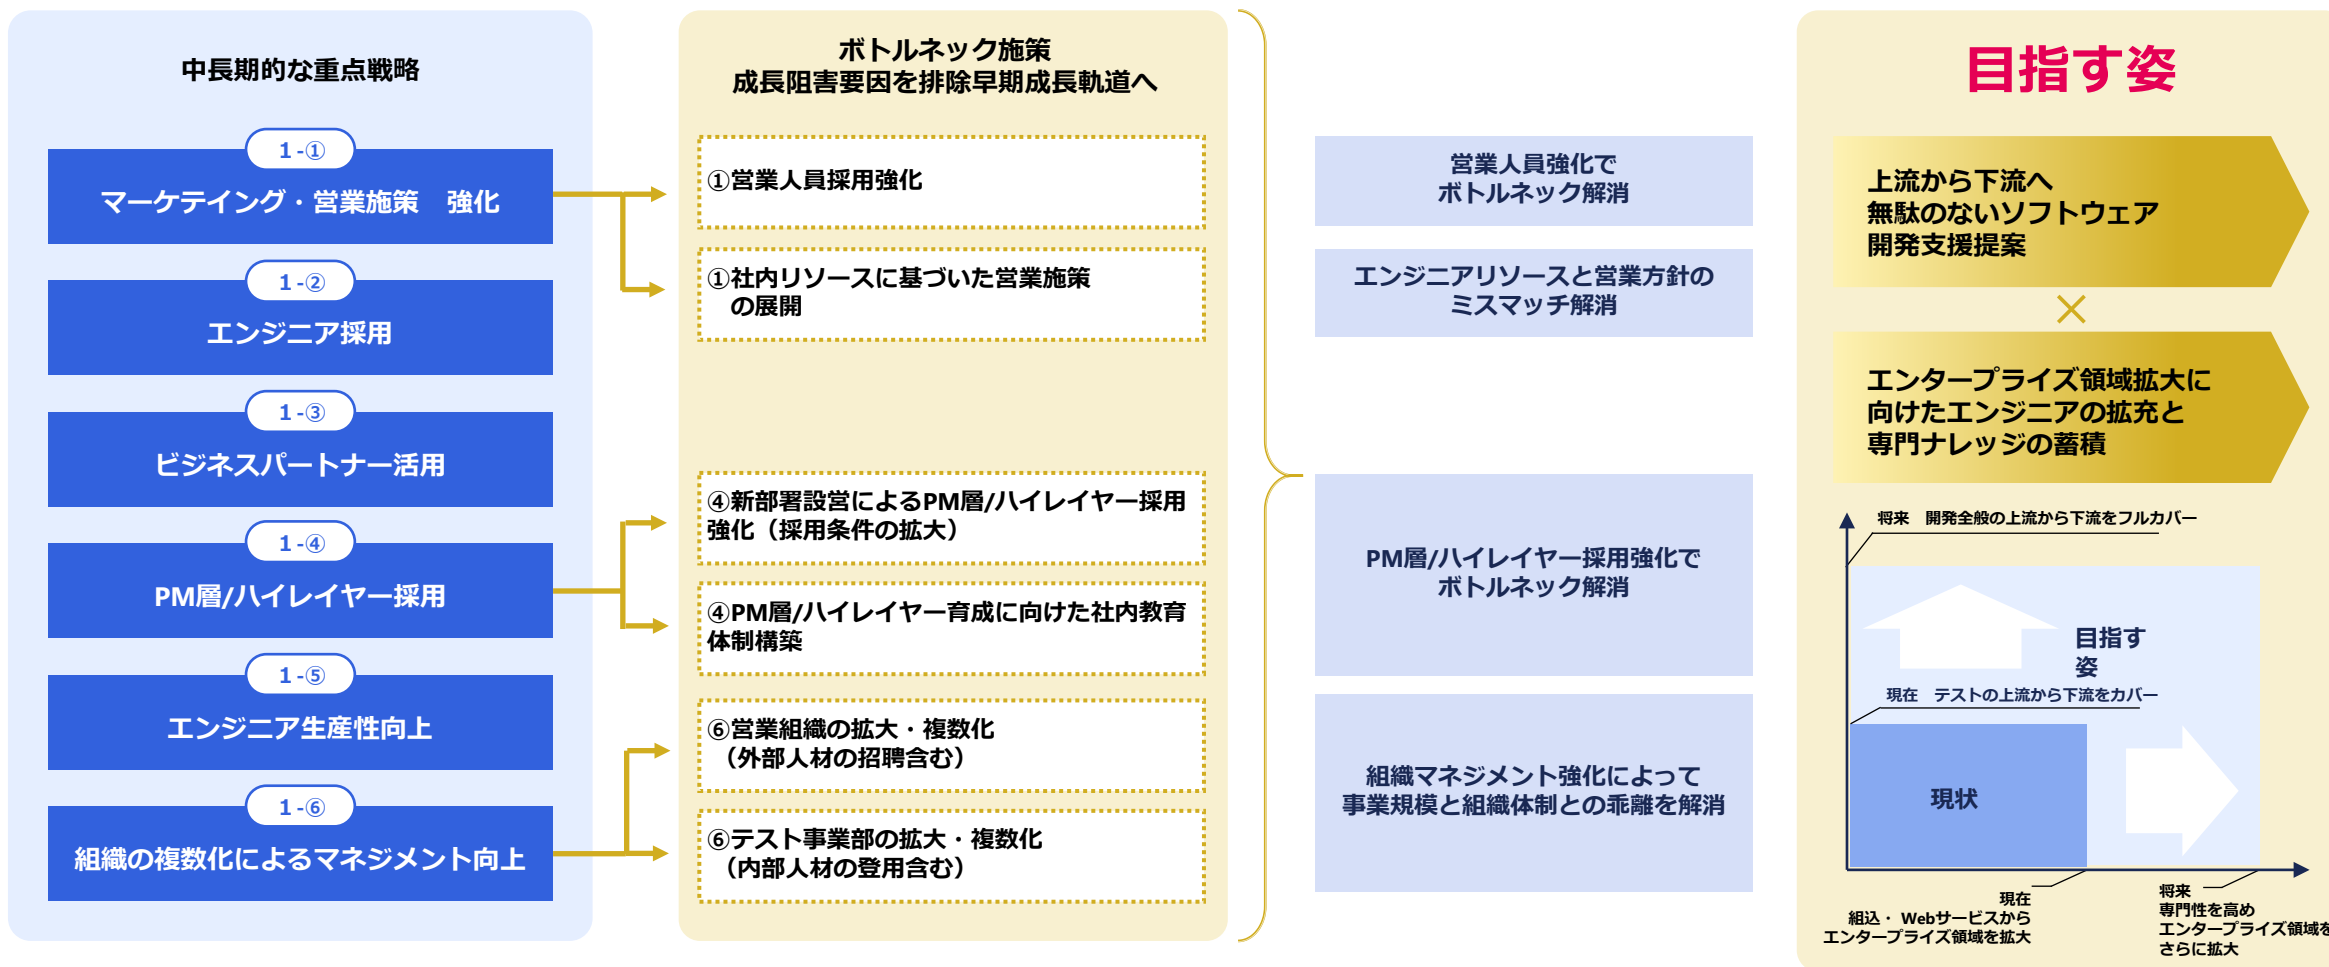 中長期的な重点戦略
1-①
マーケテイング・営業施策　強化
1-②
エンジニア採用
1-③
ビジネスパートナー活用
1-④
PM層/ハイレイヤー採用
1-⑤
エンジニア生産性向上
1-⑥
組織の複数化によるマネジメント向上
ボトルネック施策
成長阻害要因を排除早期成長軌道へ
①営業人員採用強化
①社内リソースに基づいた営業施策
の展開
④新部署設営によるPM層/ハイレイヤー採用
強化（採用条件の拡大）
④PM層/ハイレイヤー育成に向けた社内教育
体制構築
⑥営業組織の拡大・複数化
（外部人材の招聘含む）
⑥テスト事業部の拡大・複数化
（内部人材の登用含む）
営業人員強化で
ボトルネック解消
エンジニアリソースと営業方針の
ミスマッチ解消
PM層/ハイレイヤー採用強化で
ボトルネック解消
組織マネジメント強化によって
事業規模と組織体制との乖離を解消
目指す姿
上流から下流へ
無駄のないソフトウェア
開発支援提案
×
エンタープライズ領域拡大に
向けたエンジニアの拡充と
専門ナレッジの蓄積
将来　開発全般の上流から下流をフルカバー
目指す
姿
現在　テストの上流から下流をカバー
現状
現在
組込・ Webサービスから
エンタープライズ領域を拡大
将来
専門性を高め
エンタープライズ領域を
さらに拡大